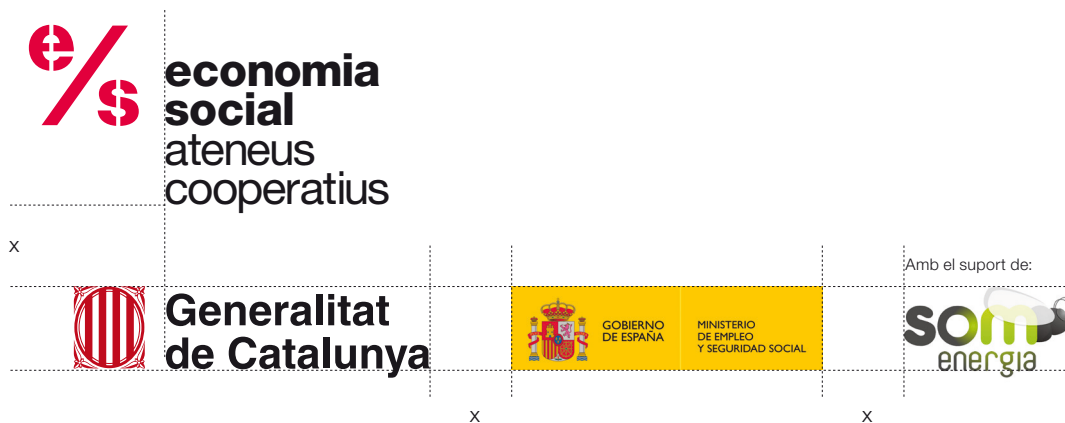 e/s
economia
social
ateneus
cooperatius
x
Amb el suport de:
Generalitat
de Catalunya
GOBIERNO
DE ESPAÑA
MINISTERIO
DE EMPLEO
Y SEGURIDAD SOCIAL
som
energia
x
x